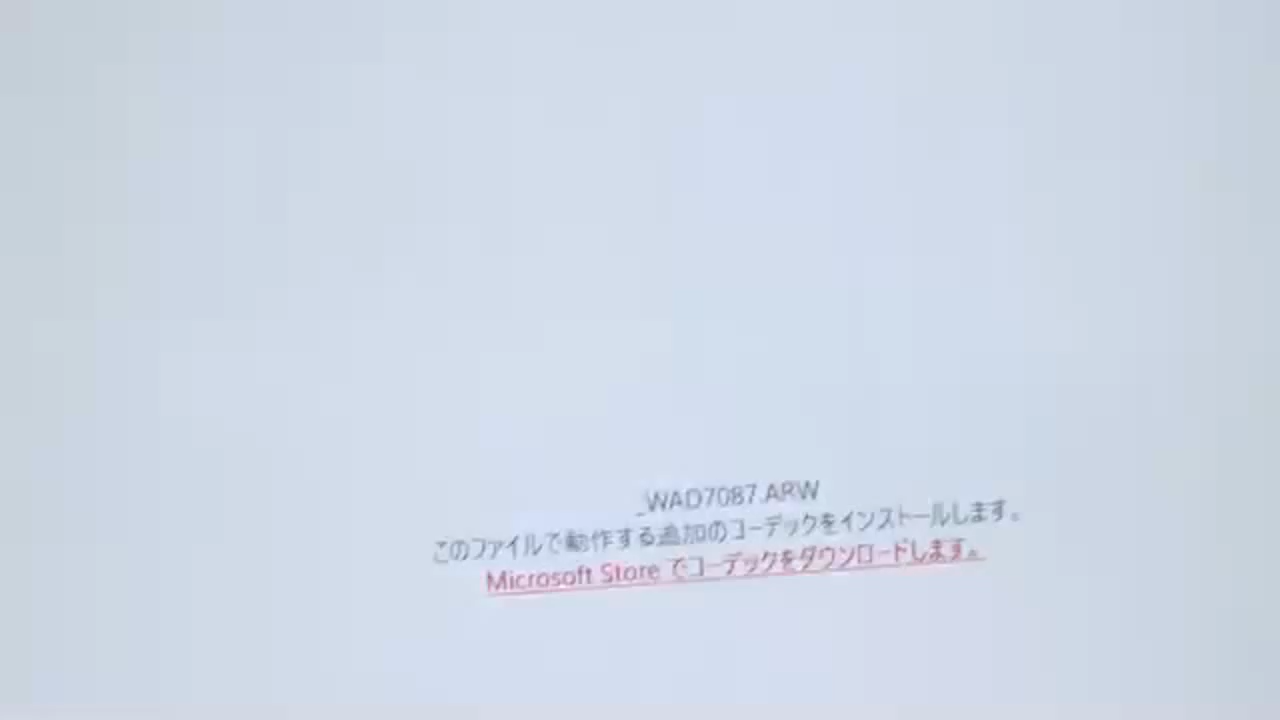 _WAD7087.ARW
このファイルで動作する追加のコーデックをインストールします。
Microsoft Store でコーデックをダウンロードします。